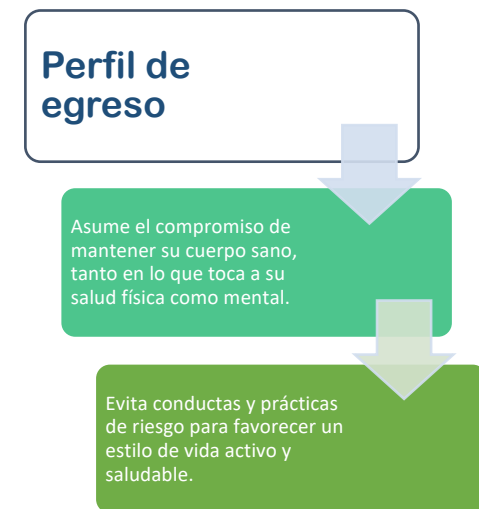 Perfil de
egreso
Asume el compromiso de
mantener su cuerpo sano,
tanto en lo que toca a su
salud física como mental.
Evita conductas y prácticas
de riesgo para favorecer un
estilo de vida activo y
saludable.